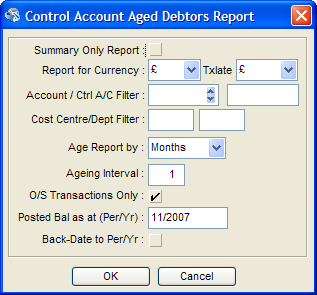 Control Account Aged Debtors Report
Summary Only Report :
Report for Currency : £ Txlate £
Account / Ctrl A/C Filter :
Cost Centre/Dept Filter :
Age Report by : Months
Ageing Interval : 1
O/S Transactions Only :
Posted Bal as at (Per/Yr) : 11/2007
Back-Date to Per/Yr :
OK Cancel